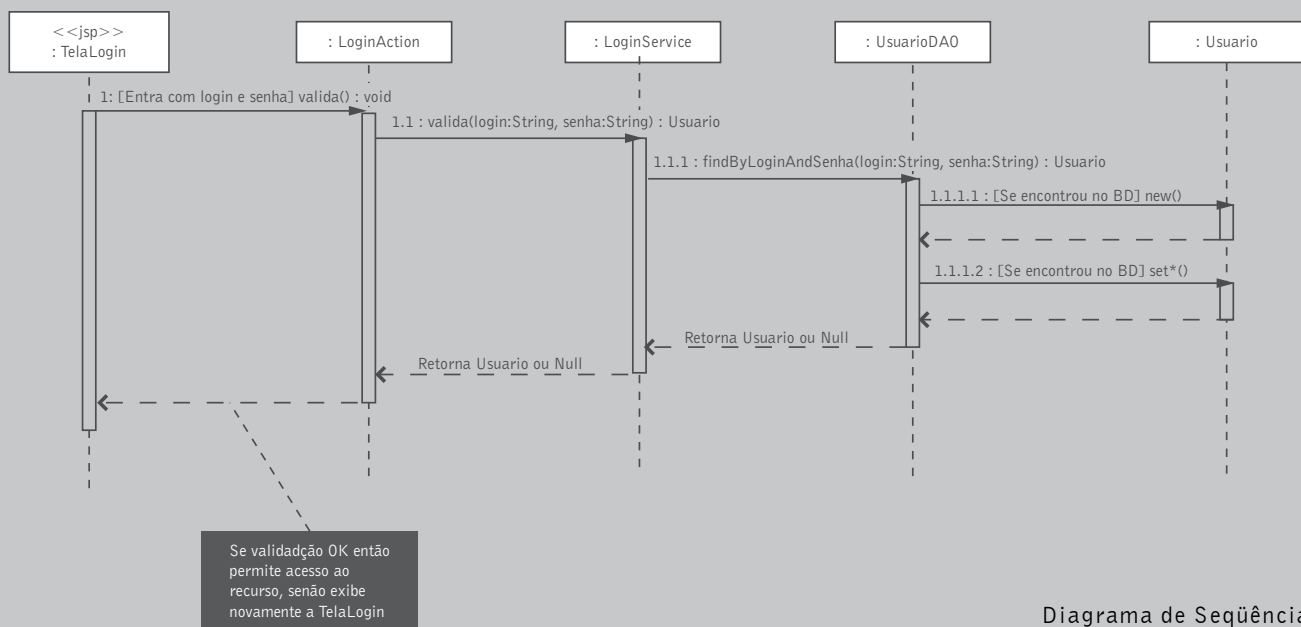 <<jsp>>
: TelaLogin
: LoginAction
: LoginService
: UsuarioDAO
: Usuario
1: [Entra com login e senha] valida() : void
1.1 : valida(login:String, senha:String) : Usuario
1.1.1 : findByLoginAndSenha(login:String, senha:String) : Usuario
1.1.1.1 : [Se encontrou no BD] new()
1.1.1.2 : [Se encontrou no BD] set*()
Retorna Usuario ou Null
Retorna Usuario ou Null
Se validadção OK então
permite acesso ao
recurso, senão exibe
novamente a TelaLogin
Diagrama de Seqüência